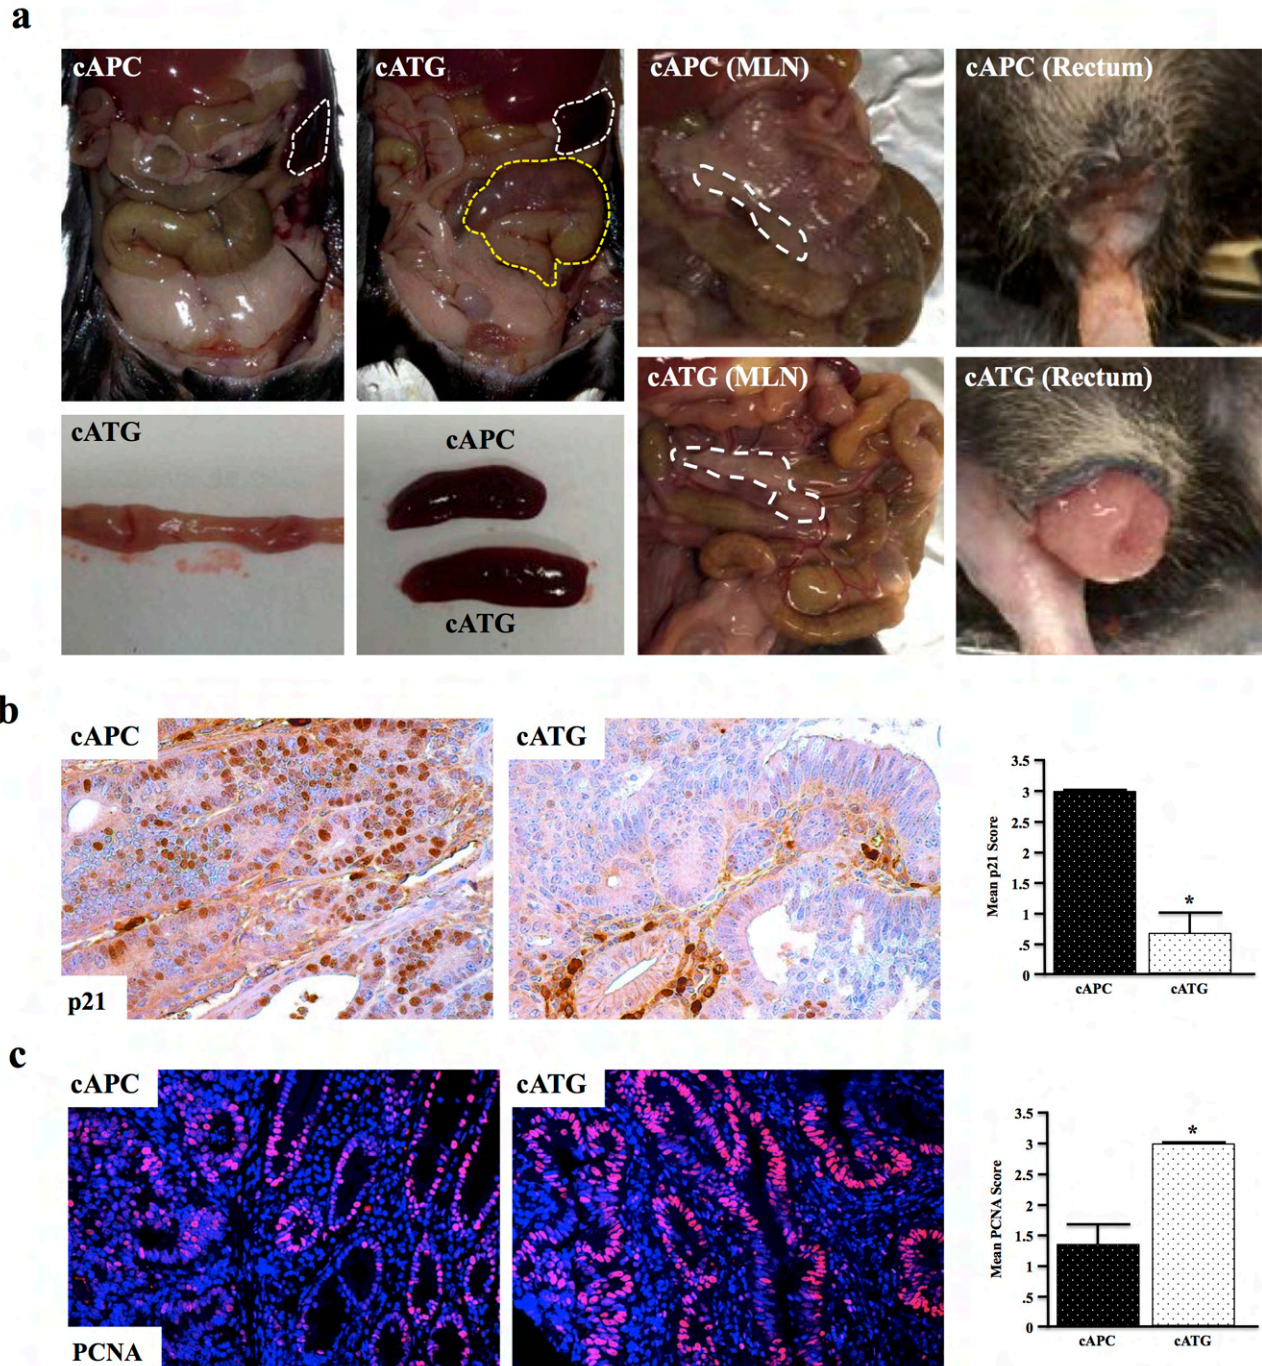 a
cAPC
cATG
cAPC (MLN)
cAPC (Rectum)
cATG
cAPC
cATG
cATG (MLN)
cATG (Rectum)
b
cAPC
p21
cATG
Mean p21 Score
3.5
3
2.5
2
1.5
1
.5
0
*
cAPC
cATG
c
cAPC
PCNA
cATG
Mean PCNA Score
3.5
3
2.5
2
1.5
1
.5
0
*
cAPC
cATG